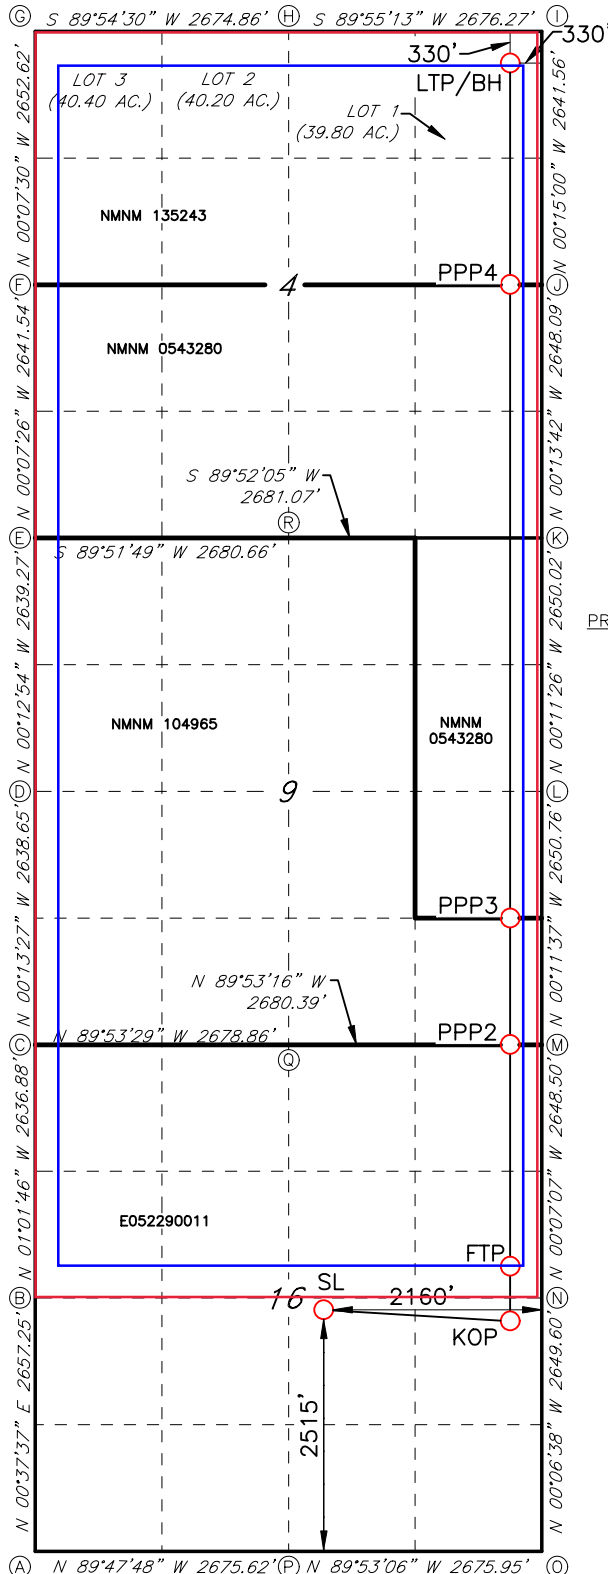 G S 89°54'30" W 2674.86' H S 89°55'13" W 2676.27' I
330' 330'
LTP/BH
LOT 3 LOT 2
(40.40 AC.) (40.20 AC.)
LOT 1
(39.80 AC.)
N 00°07'30" W 2652.62'
N 00°15'00" W 2641.56'
NMNM 135243
F 4 PPP4 J
NMNM 0543280
N 00°07'26" W 2641.54'
N 00°13'42" W 2648.09'
S 89°52'05" W
2681.07'
E R K
S 89°51'49" W 2680.66'
N 00°12'54" W 2639.27'
N 00°11'26" W 2650.02'
PR
NMNM 104965
NMNM
0543280
D 9 L
N 00°13'27" W 2638.65'
N 00°11'37" W 2650.76'
PPP3
N 89°53'16" W
2680.39'
N 89°53'29" W 2678.86'
C Q PPP2 M
N 01°01'46" W 2636.88'
N 00°07'07" W 2648.50'
E052290011
FTP
SL
B 16 2160' N
KOP
N 00°37'37" E 2657.25'
N 00°06'38" W 2649.60'
2515'
A N 89°47'48" W 2675.62' P N 89°53'06" W 2675.95' O